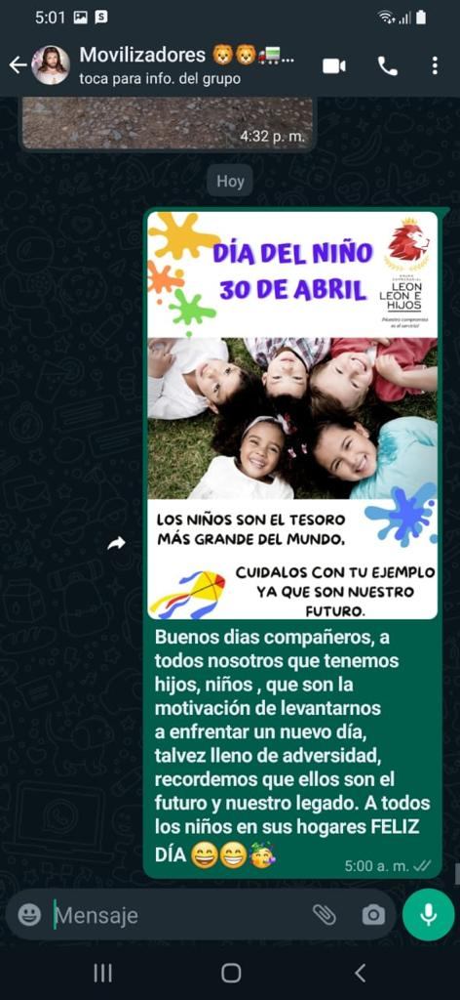 5:01
S
Movilizadores 🦁🦁🚛...
toca para info. del grupo
4:32 p. m.
Hoy
DÍA DEL NIÑO
30 DE ABRIL
GRUPO
EMPRESARIAL
LEON
LEON E
HIJOS
¡Nuestro compromiso
es el servicio!
LOS NIÑOS SON EL TESORO
MÁS GRANDE DEL MUNDO,
CUIDALOS CON TU EJEMPLO
YA QUE SON NUESTRO
FUTURO.
Buenos dias compañeros, a
todos nosotros que tenemos
hijos, niños , que son la
motivación de levantarnos
a enfrentar un nuevo día,
talvez lleno de adversidad,
recordemos que ellos son el
futuro y nuestro legado. A todos
los niños en sus hogares FELIZ
DÍA 😄😁🥳
5:00 a. m.
Mensaje